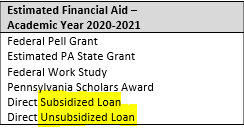 Estimated Financial Aid –
Academic Year 2020-2021
Federal Pell Grant
Estimated PA State Grant
Federal Work Study
Pennsylvania Scholars Award
Direct Subsidized Loan
Direct Unsubsidized Loan